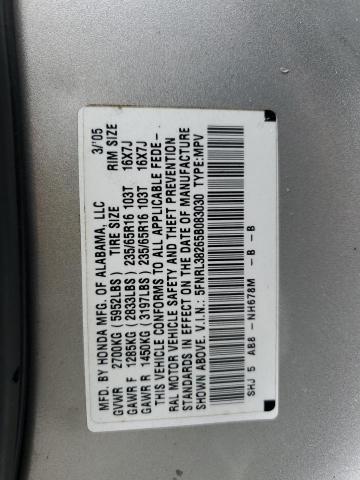 MFD. BY HONDA MFG. OF ALABAMA, LLC 3/'05
GVWR 2700KG (5952LBS) TIRE SIZE RIM SIZE
GAWR F 1285KG (2833LBS) 235/65R16 103T 16X7J
GAWR R 1450KG (3197LBS) 235/65R16 103T 16X7J
THIS VEHICLE CONFORMS TO ALL APPLICABLE FEDE-
RAL MOTOR VEHICLE SAFETY AND THEFT PREVENTION
STANDARDS IN EFFECT ON THE DATE OF MANUFACTURE
SHOWN ABOVE. V.I.N.: 5FNRL38265B083030 TYPE: MPV
SHJ 5 A88 - NH678M - B - B